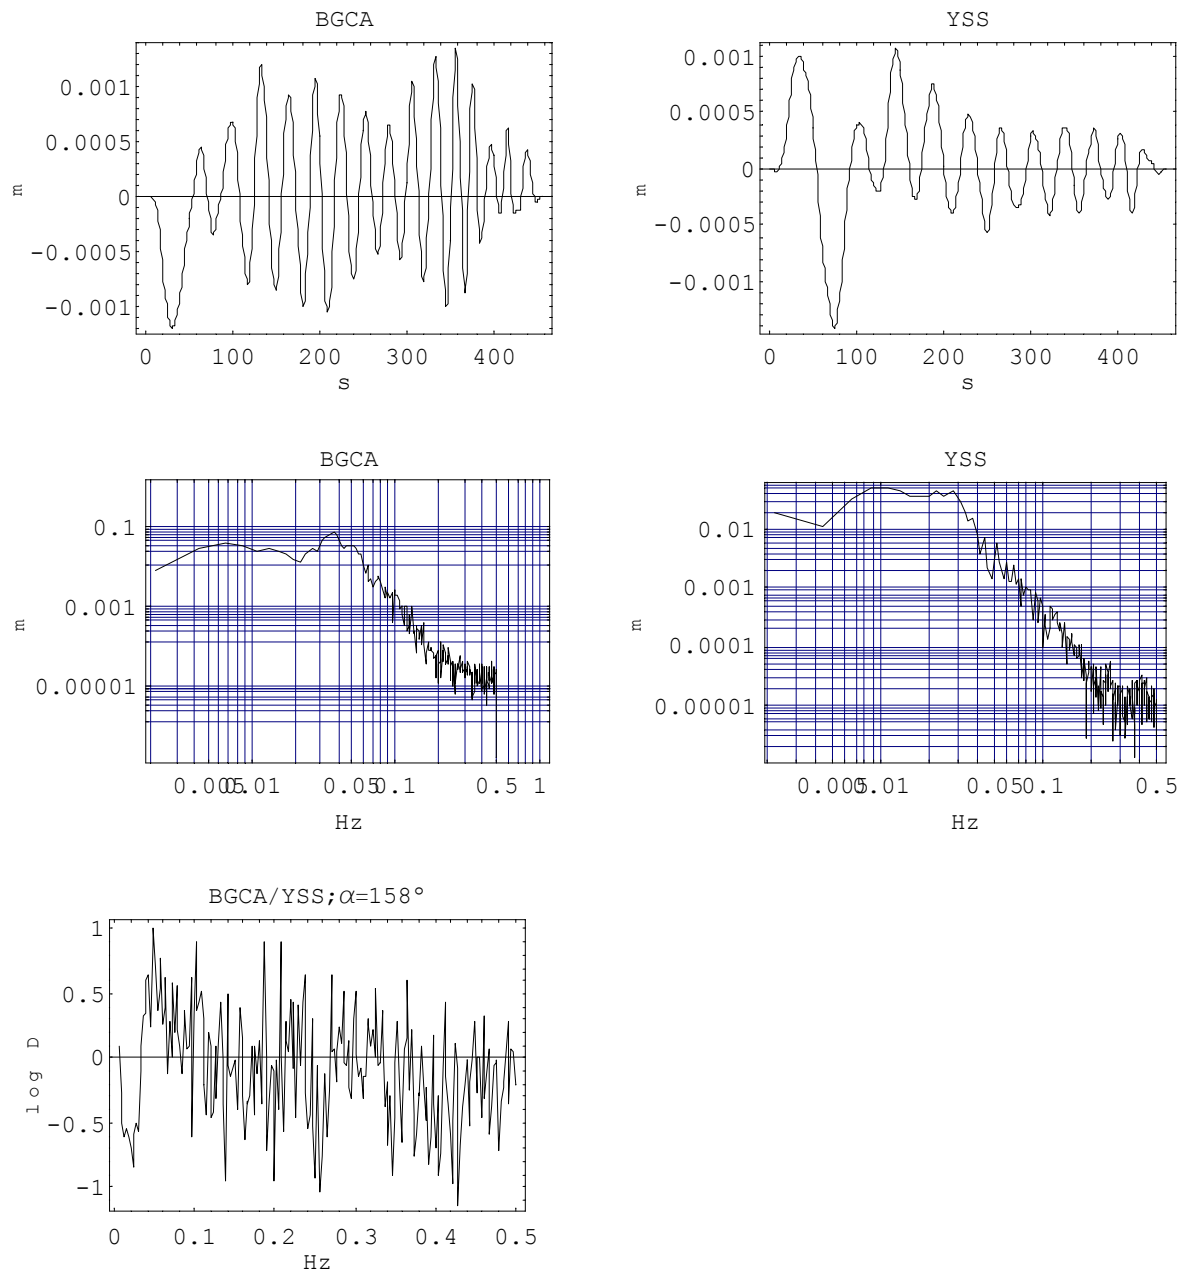 BGCA
0.001
0.0005
0
-0.0005
-0.001
m
0 100 200 300 400
s
YSS
0.001
0.0005
0
-0.0005
-0.001
m
0 100 200 300 400
s
BGCA
0.1
0.001
0.00001
m
0.005 0.01 0.05 0.1 0.5 1
Hz
YSS
0.01
0.001
0.0001
0.00001
m
0.005 0.01 0.05 0.1 0.5
Hz
BGCA/YSS;α=158°
1
0.5
0
-0.5
-1
log D
0 0.1 0.2 0.3 0.4 0.5
Hz